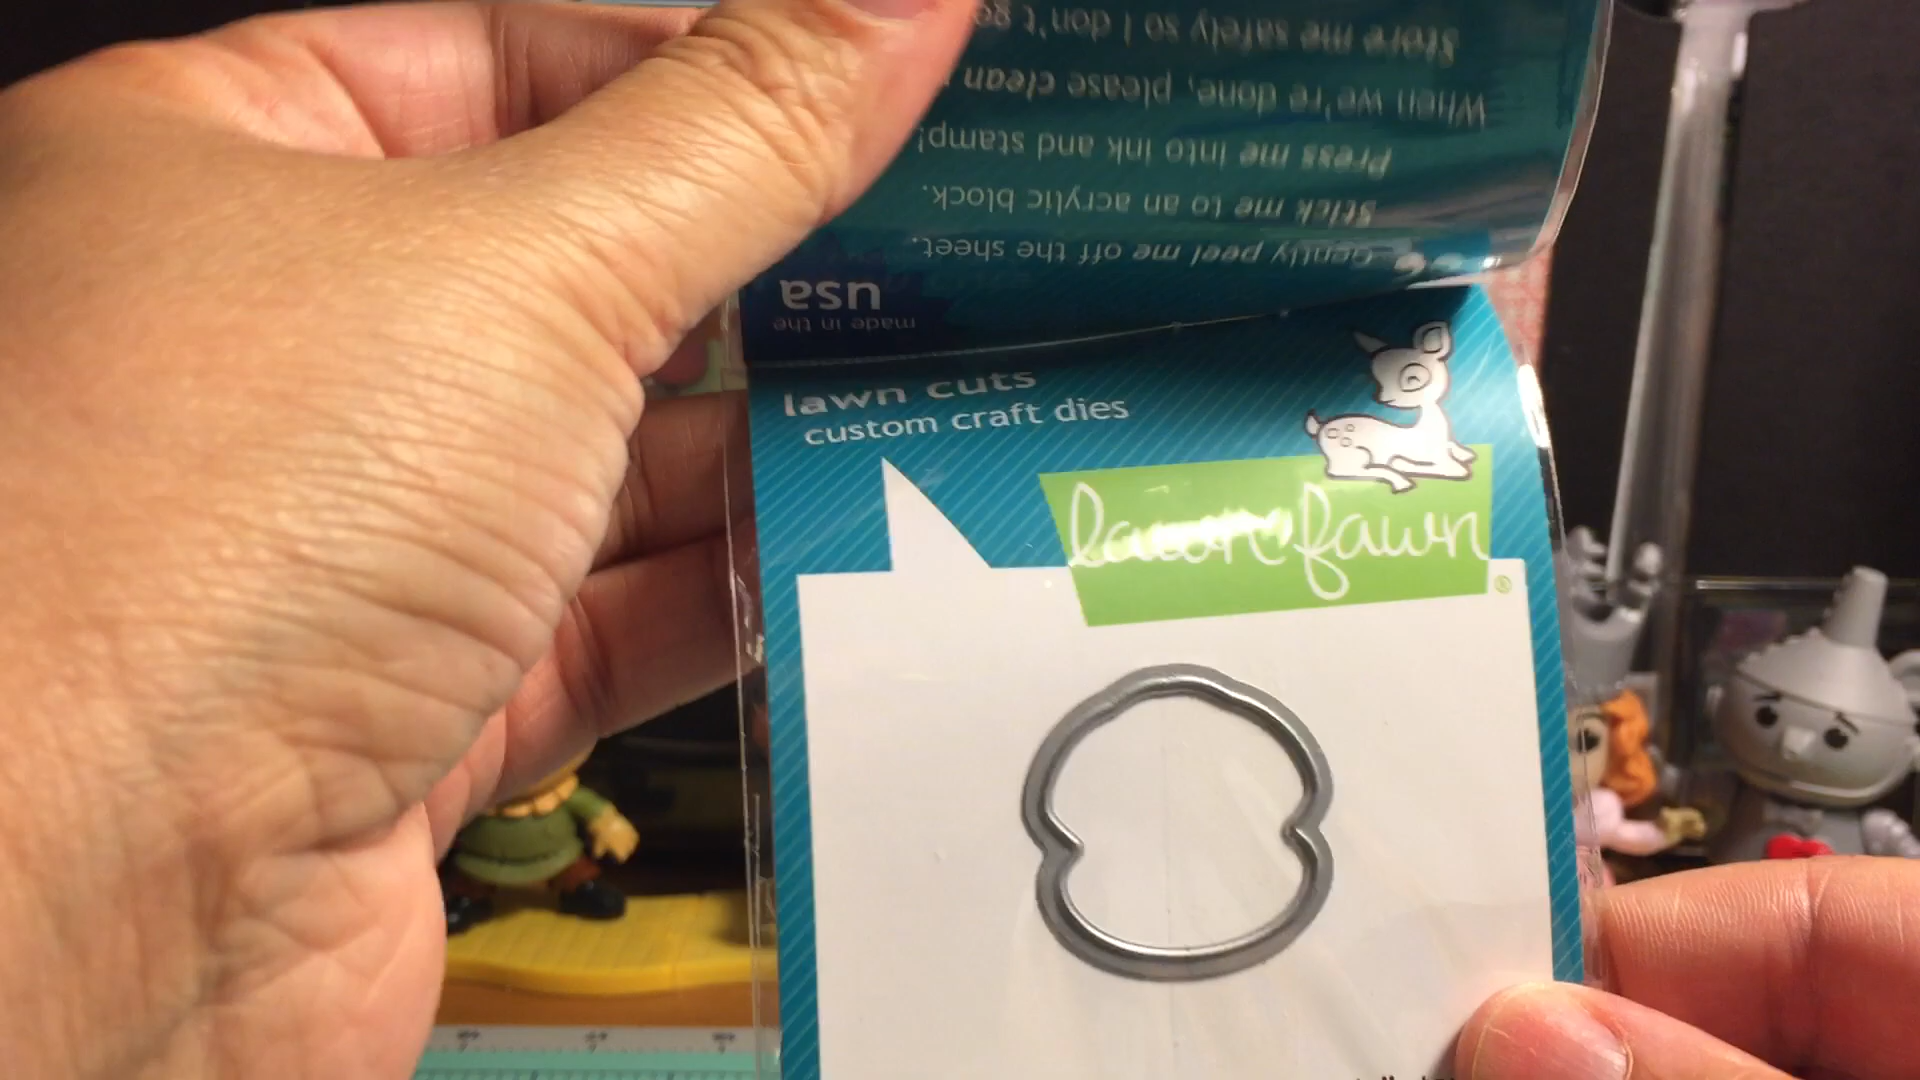 Store me safely so I don't
When we're done, please clean
Press me into ink and stamp!
Stick me to an acrylic block.
Gently peel me off the sheet.
usa
made in the
lawn cuts
custom craft dies
lawn fawn
®